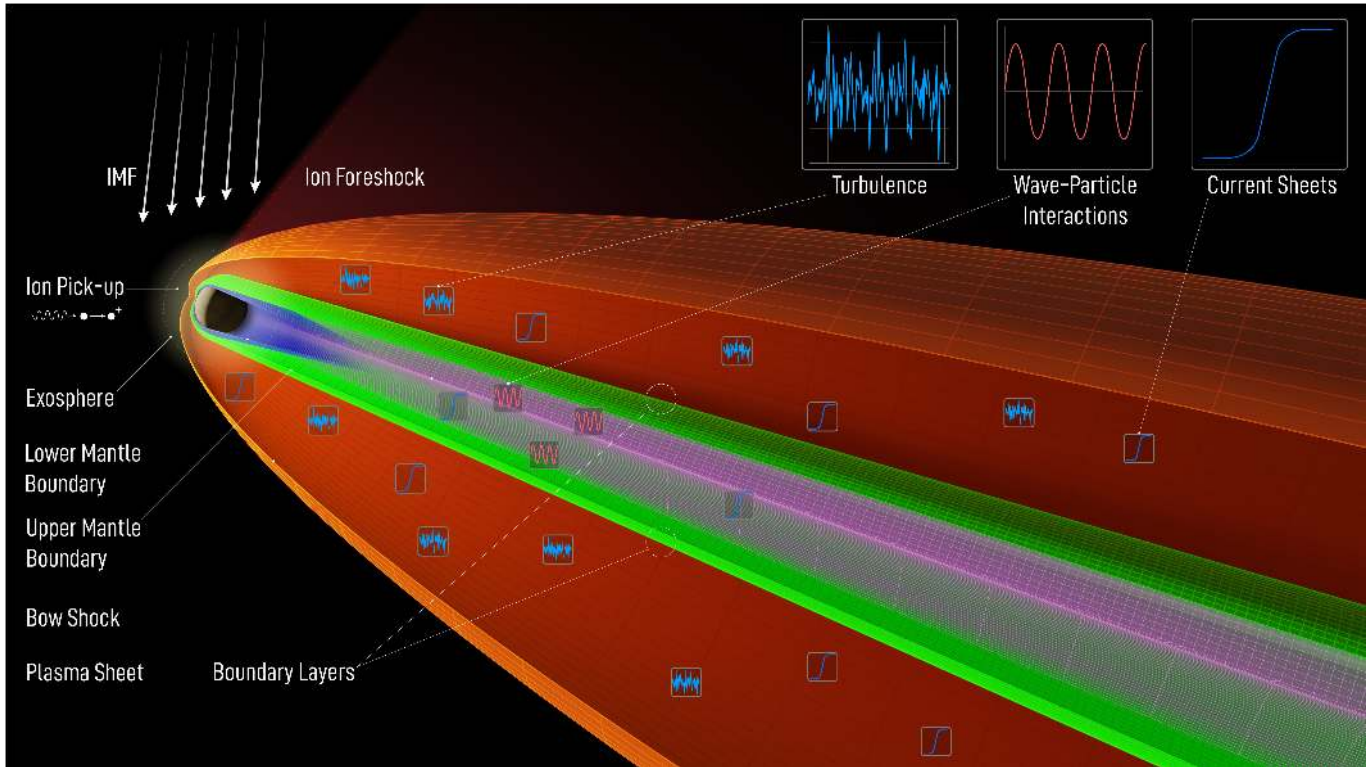 Turbulence
Wave-Particle
Interactions
Current Sheets
IMF
Ion Foreshock
Ion Pick-up
+
Exosphere
Lower Mantle
Boundary
Upper Mantle
Boundary
Bow Shock
Plasma Sheet
Boundary Layers